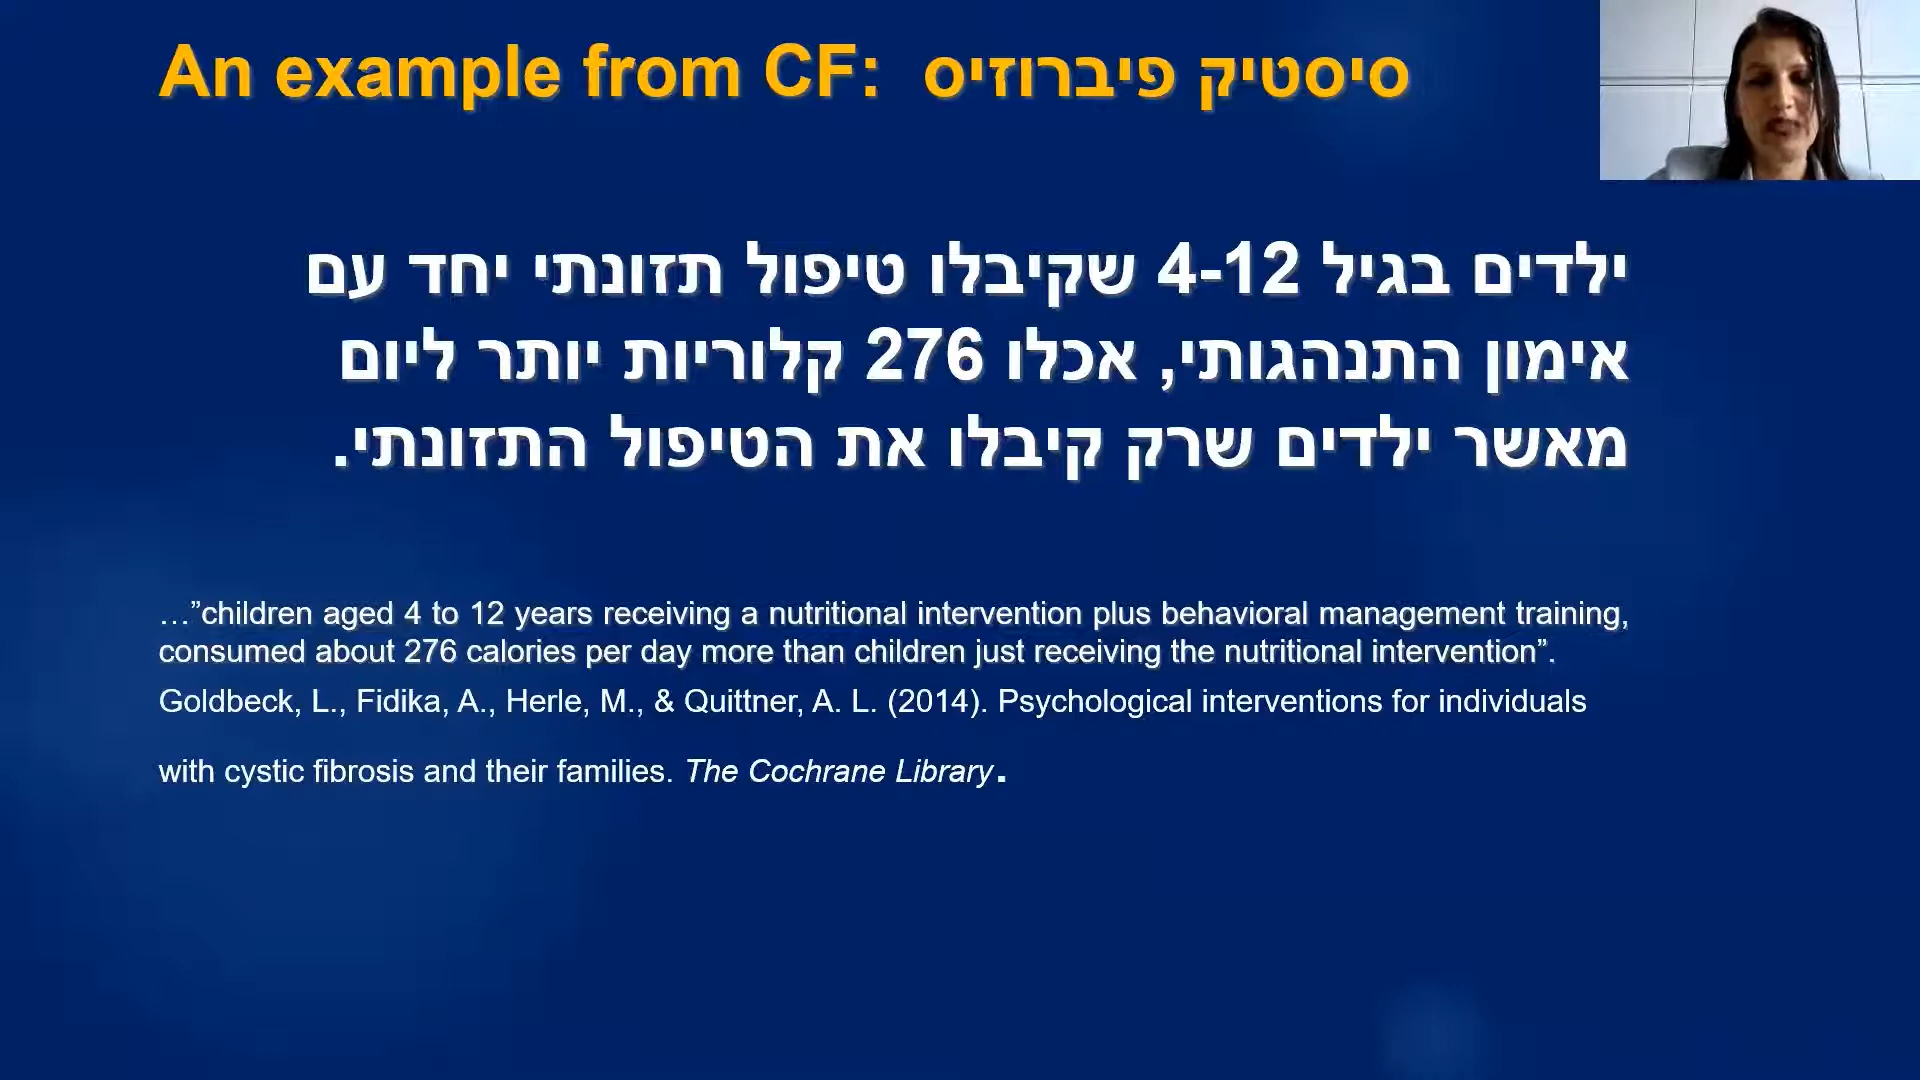 An example from CF: סיסטיק פיברוזיס
ילדים בגיל 4-12 שקיבלו טיפול תזונתי יחד עם
אימון התנהגותי, אכלו 276 קלוריות יותר ליום
מאשר ילדים שרק קיבלו את הטיפול התזונתי.
…”children aged 4 to 12 years receiving a nutritional intervention plus behavioral management training,
consumed about 276 calories per day more than children just receiving the nutritional intervention”.
Goldbeck, L., Fidika, A., Herle, M., & Quittner, A. L. (2014). Psychological interventions for individuals
with cystic fibrosis and their families. The Cochrane Library.